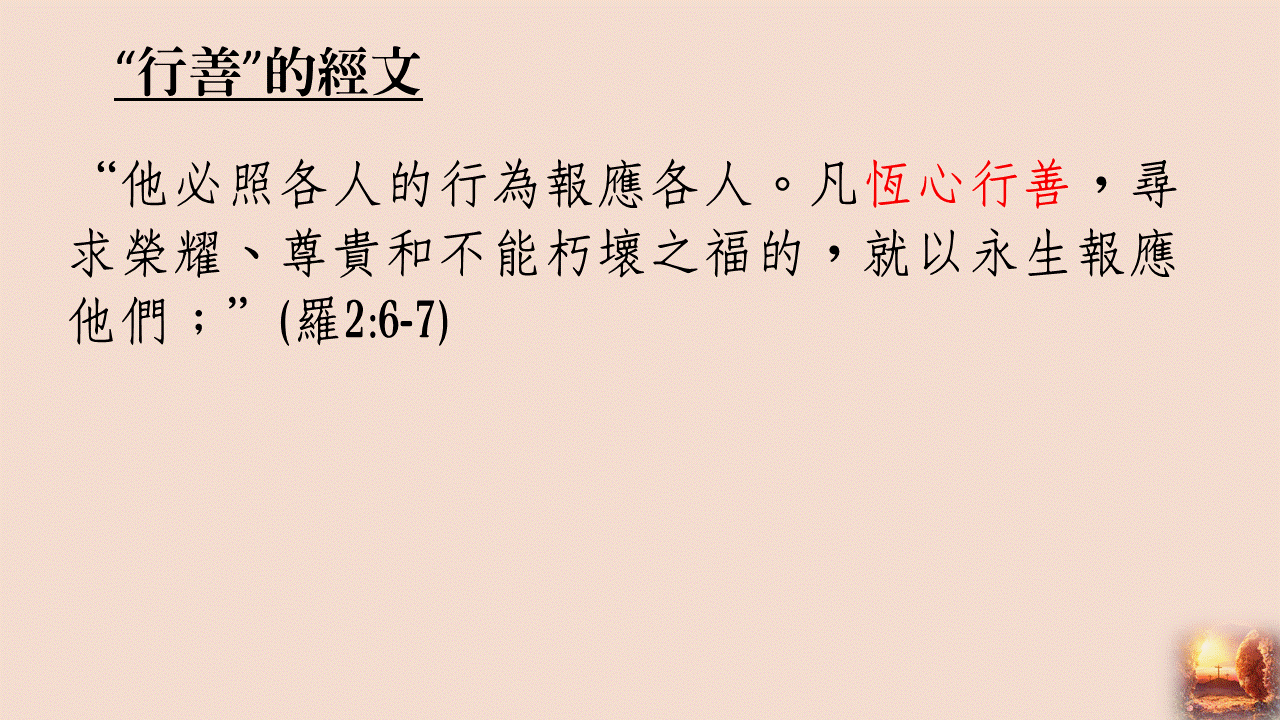 “行善”的經文
“他必照各人的行為報應各人。凡恆心行善，尋
求榮耀、尊貴和不能朽壞之福的，就以永生報應
他們；”(羅2:6-7)